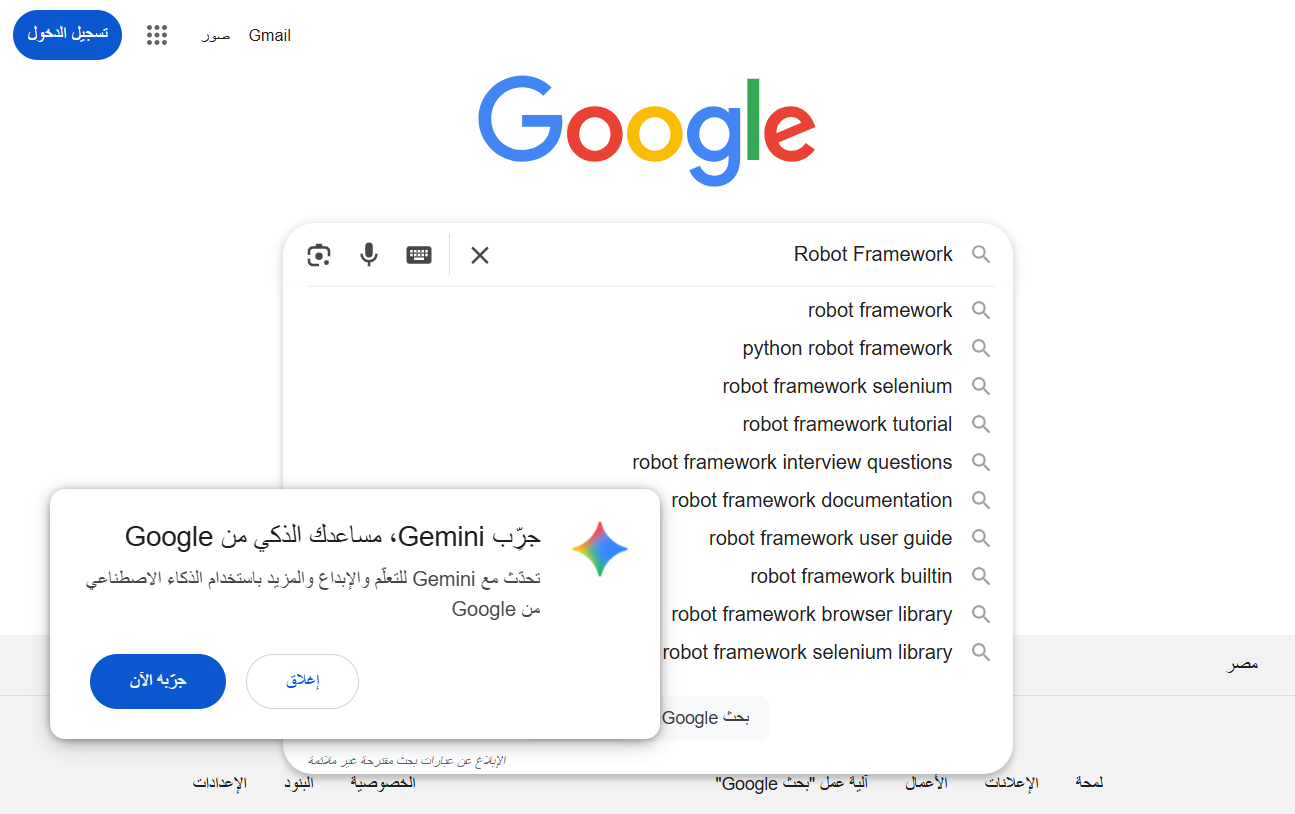 Gmail
صور
تسجيل الدخول
Google
Robot Framework
robot framework
python robot framework
robot framework selenium
robot framework tutorial
robot framework interview questions
robot framework documentation
robot framework user guide
robot framework builtin
robot framework browser library
robot framework selenium library
بحث Google
الإبلاغ عن عبارات بحث مقترحة غير ملائمة
جرِّب Gemini، مساعدك الذكي من Google
تحدّث مع Gemini للتعلّم والإبداع والمزيد باستخدام الذكاء الاصطناعي
من Google
إغلاق
جرّبه الآن
مصر
لمحة
الإعلانات
الأعمال
آلية عمل "بحث Google"
الخصوصية
البنود
الإعدادات